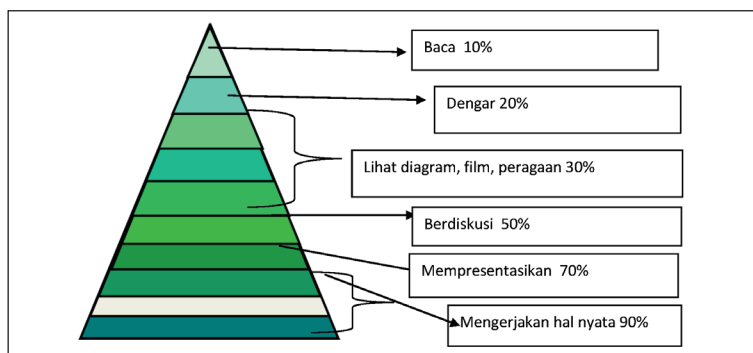 Baca 10%
Dengar 20%
Lihat diagram, film, peragaan 30%
Berdiskusi 50%
Mempresentasikan 70%
Mengerjakan hal nyata 90%